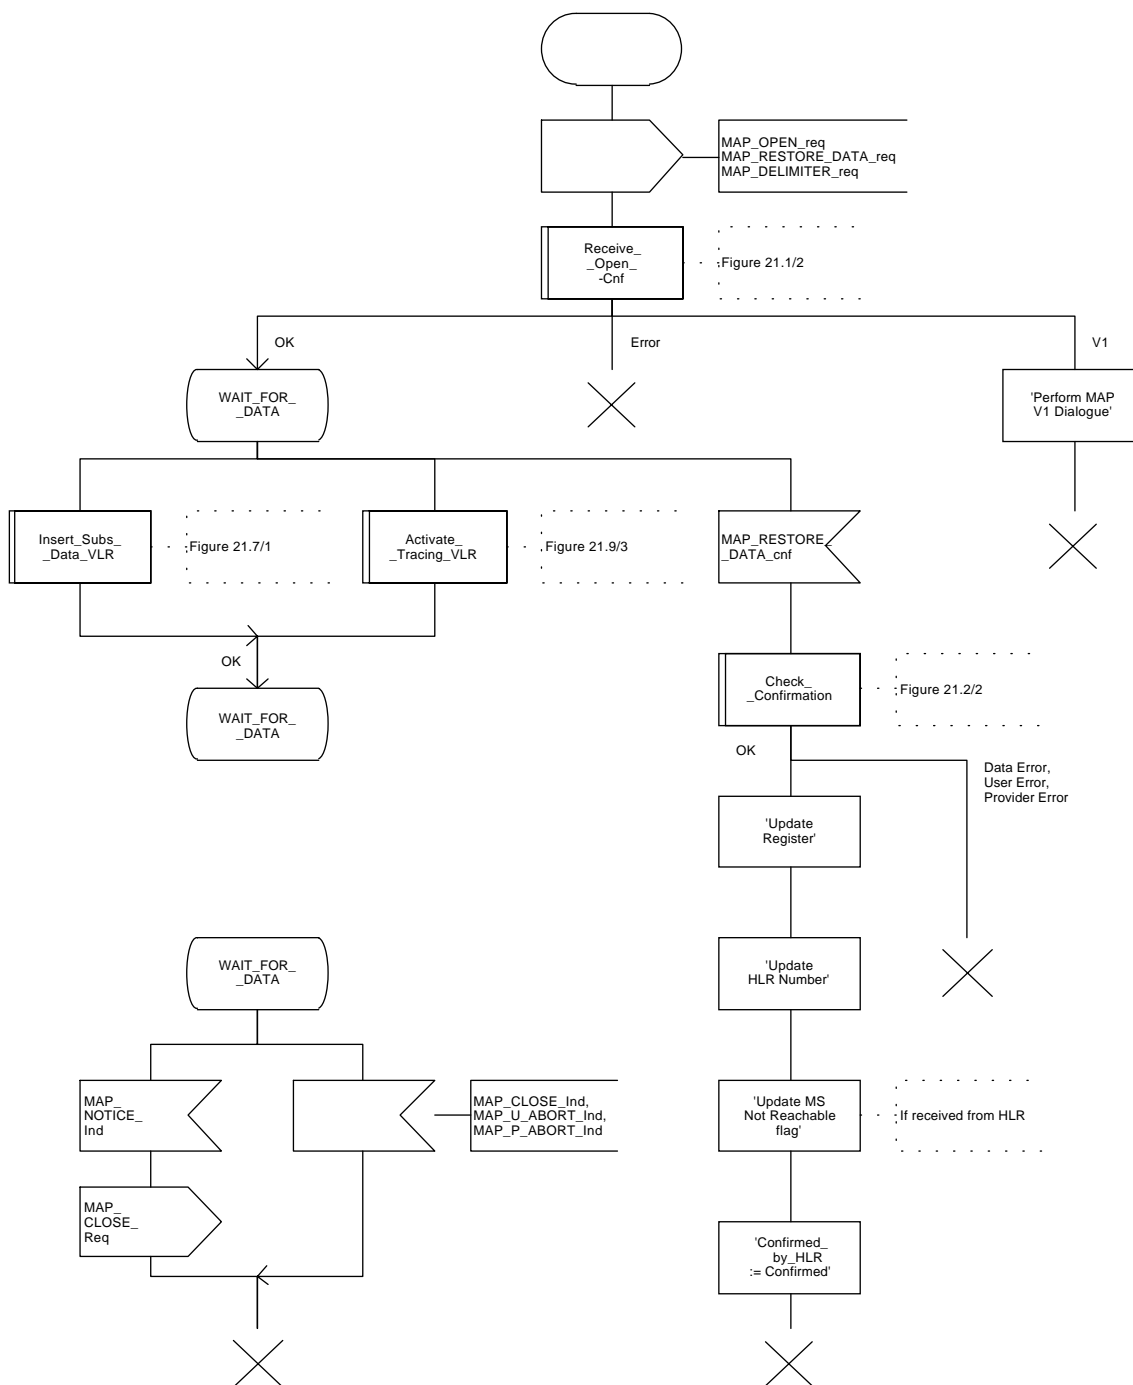 MAP_OPEN_req
MAP_RESTORE_DATA_req
MAP_DELIMITER_req
Receive_
_Open_
-Cnf
Figure 21.1/2
OK
Error
V1
WAIT_FOR_
_DATA
'Perform MAP
V1 Dialogue'
Insert_Subs_
_Data_VLR
Figure 21.7/1
Activate_
_Tracing_VLR
Figure 21.9/3
MAP_RESTORE_
_DATA_cnf
OK
WAIT_FOR_
_DATA
Check_
_Confirmation
Figure 21.2/2
OK
Data Error,
User Error,
Provider Error
'Update
Register'
WAIT_FOR_
_DATA
'Update
HLR Number'
MAP_
NOTICE_
Ind
MAP_CLOSE_Ind,
MAP_U_ABORT_Ind,
MAP_P_ABORT_Ind
'Update MS
Not Reachable
flag'
If received from HLR
MAP_
CLOSE_
Req
'Confirmed_
by_HLR
:= Confirmed'